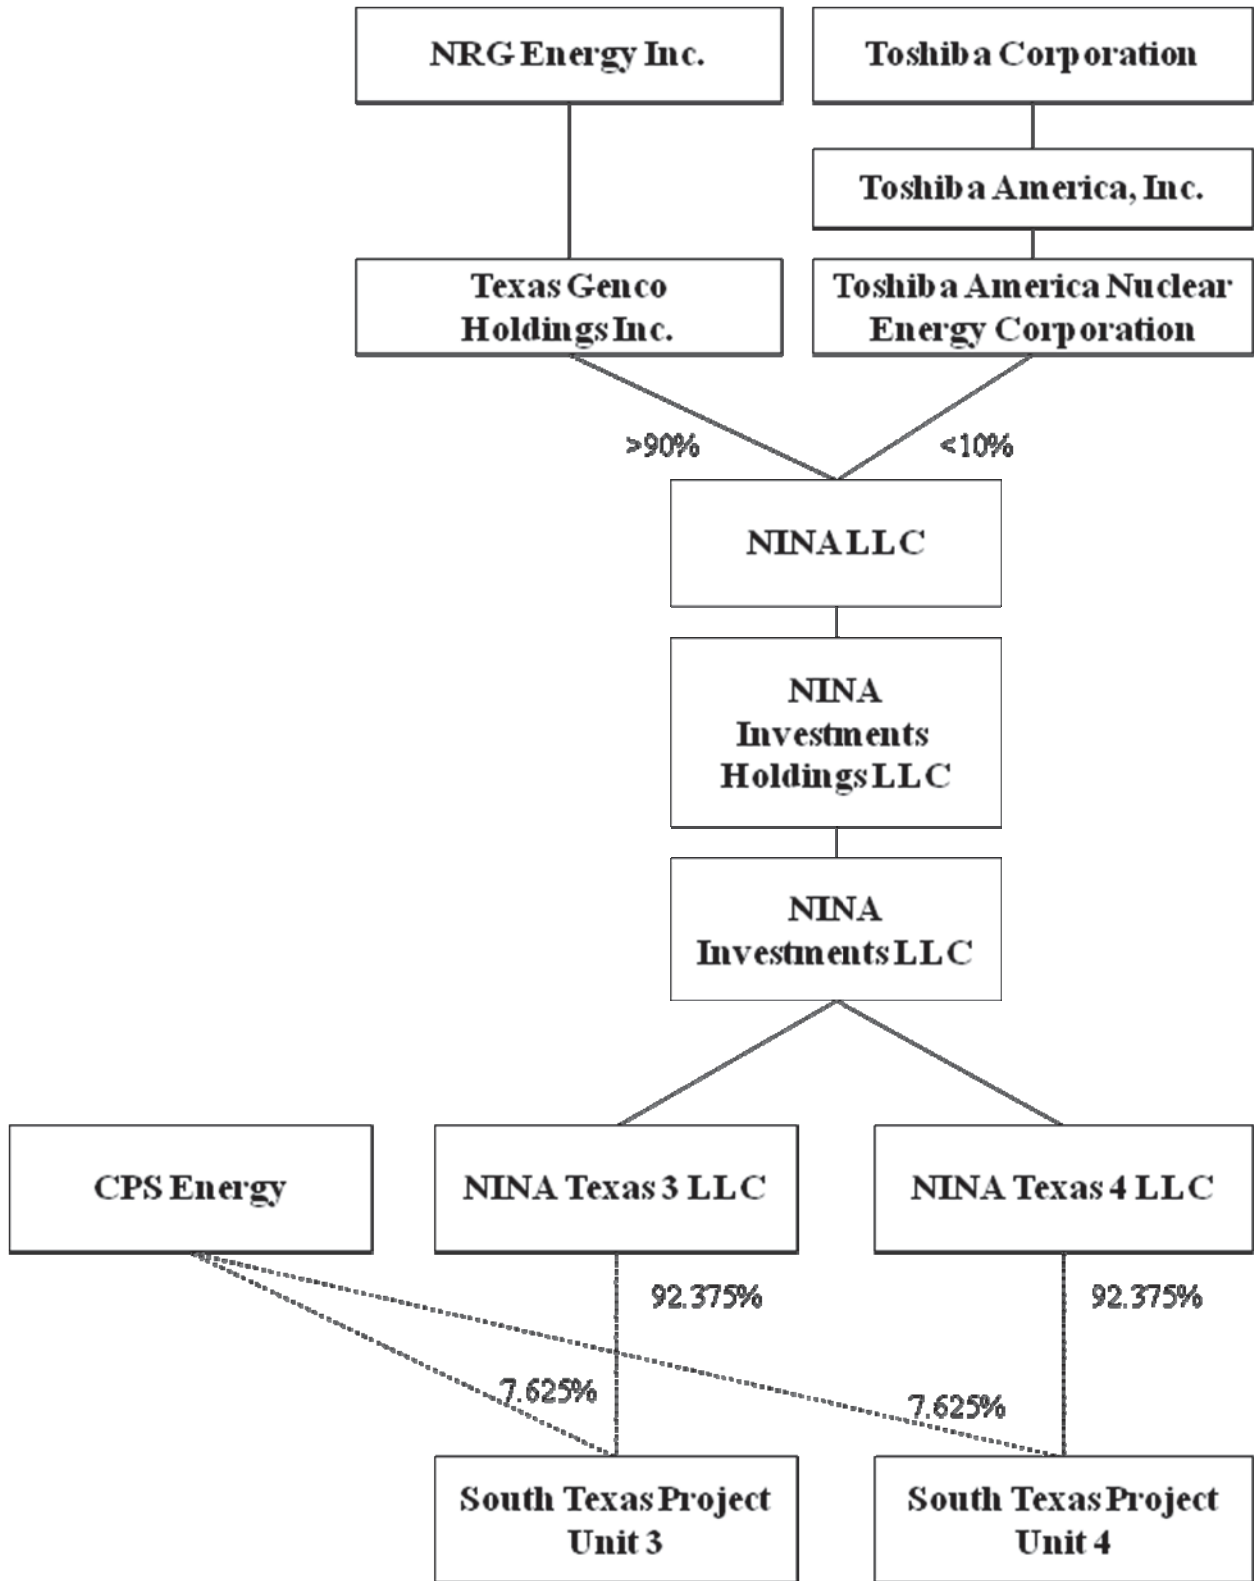 NRG Energy Inc.
Toshiba Corporation
Toshiba America, Inc.
Texas Genco
Holdings Inc.
Toshiba America Nuclear
Energy Corporation
>90%
<10%
NINA LLC
NINA
Investments
Holdings LLC
NINA
Investments LLC
CPS Energy
NINA Texas 3 LLC
NINA Texas 4 LLC
92.375%
92.375%
7.625%
7.625%
South Texas Project
Unit 3
South Texas Project
Unit 4